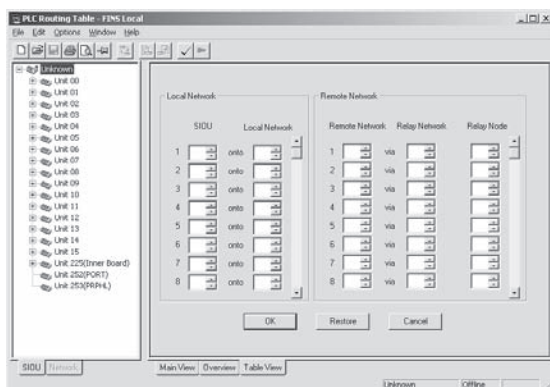 PLC Routing Table - FINS Local
File Edit Options Window Help
Unknown
Unit 00
Unit 01
Unit 02
Unit 03
Unit 04
Unit 05
Unit 06
Unit 07
Unit 08
Unit 09
Unit 10
Unit 11
Unit 12
Unit 13
Unit 14
Unit 15
Unit 225(Inner Board)
Unit 252(PORT)
Unit 253(PRPHL)
SIOU Network
Local Network
SIOU Local Network
1 onto
2 onto
3 onto
4 onto
5 onto
6 onto
7 onto
8 onto
Remote Network
Remote Network Relay Network Relay Node
1 via
2 via
3 via
4 via
5 via
6 via
7 via
8 via
OK Restore Cancel
Main View Overview Table View
Unknown Offline